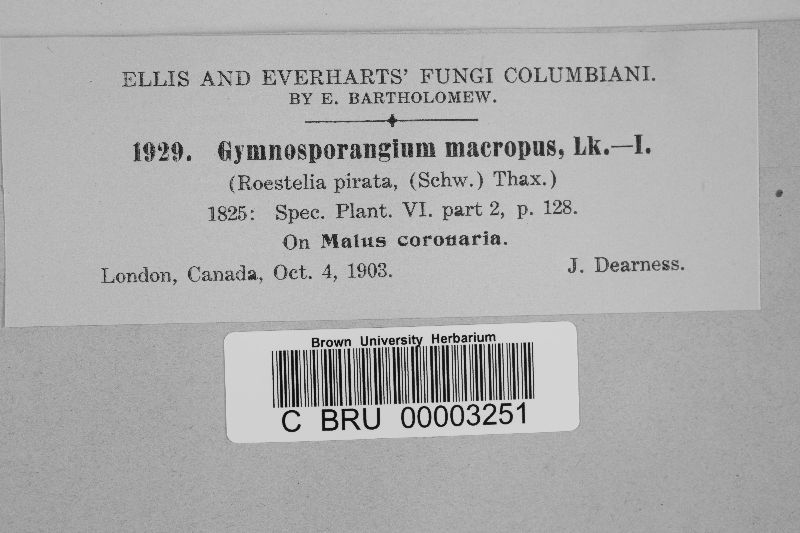 ELLIS AND EVERHARTS' FUNGI COLUMBIANI.
BY E. BARTHOLOMEW.
1929. Gymnosporangium macropus, Lk.—I.
(Roestelia pirata, (Schw.) Thax.)
1825: Spec. Plant. VI. part 2, p. 128.
On Malus coronaria.
London, Canada, Oct. 4, 1903. J. Dearness.
Brown University Herbarium
C BRU 00003251